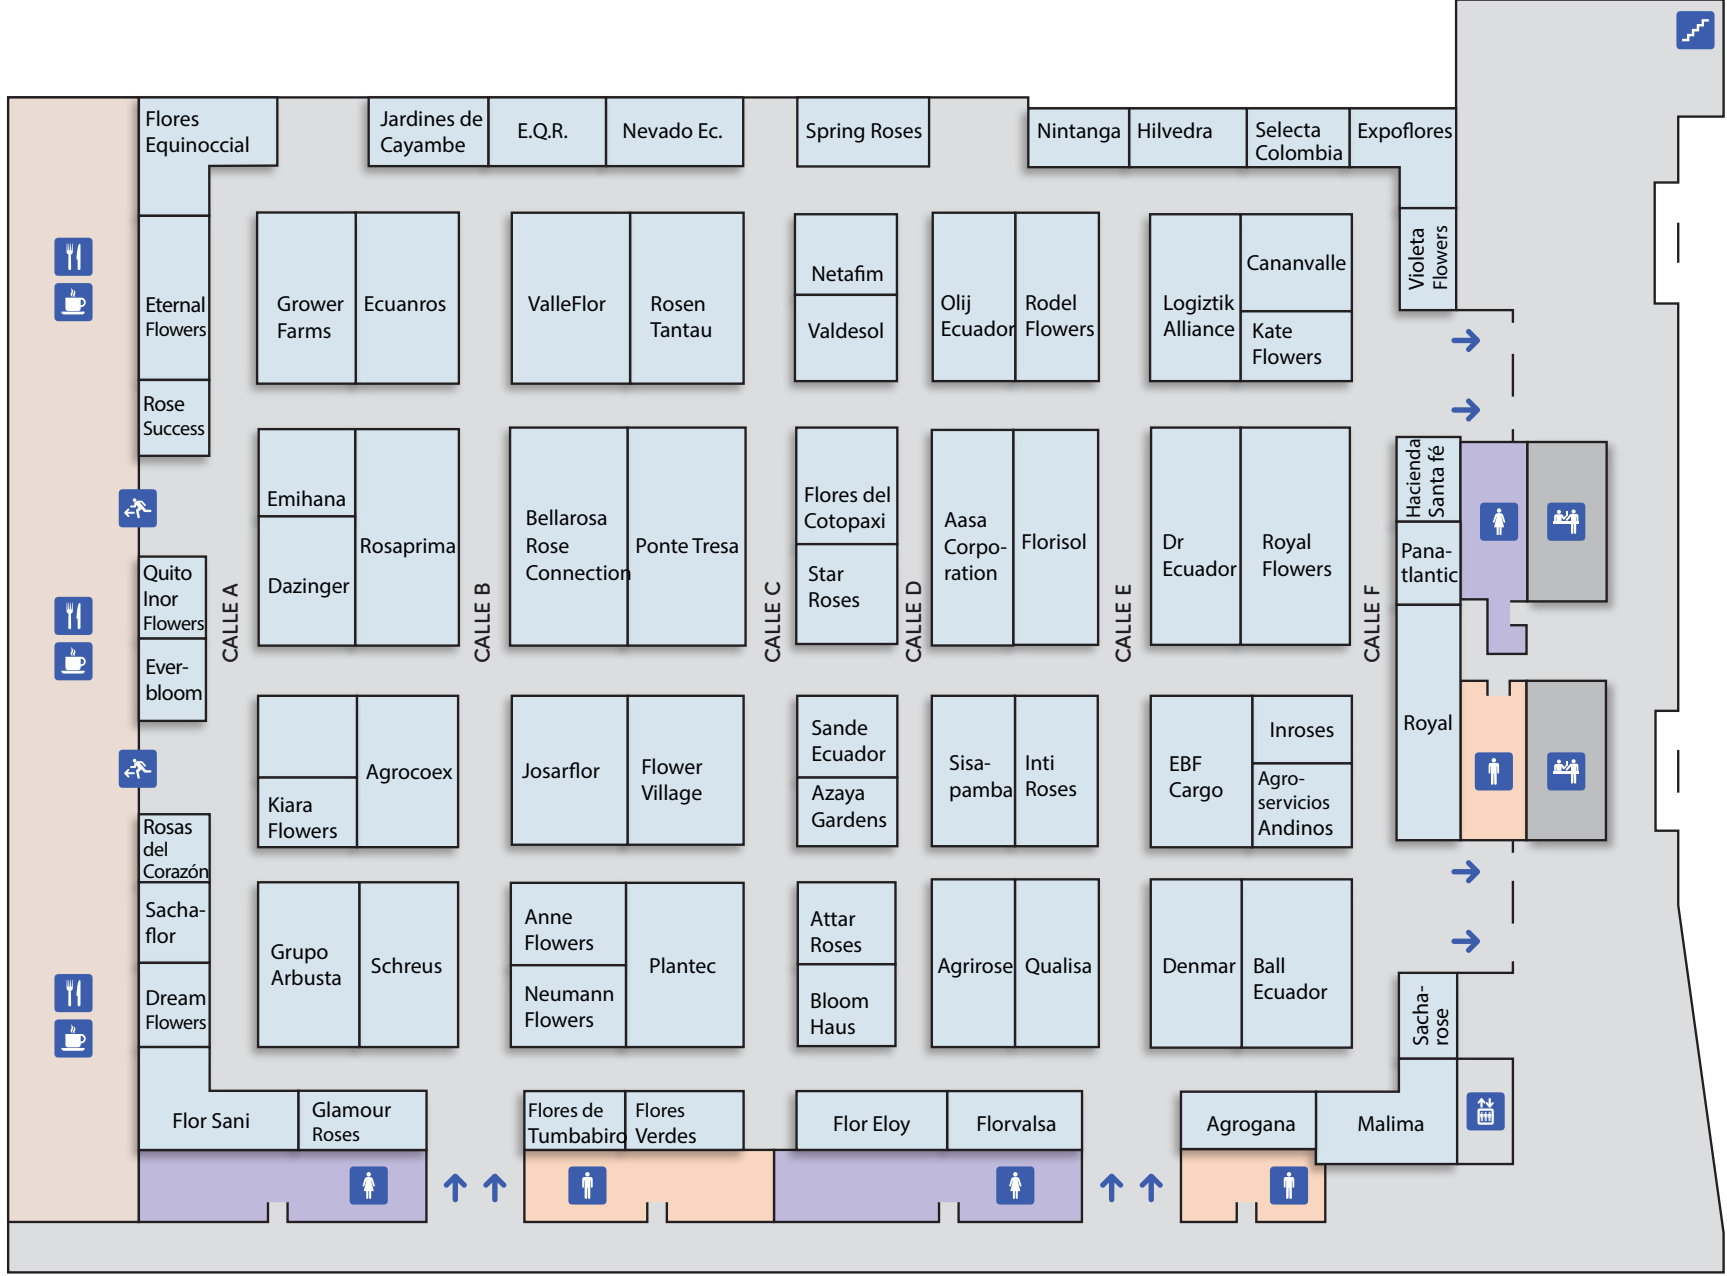 Flores
Equinoccial
Jardines de
Cayambe
E.Q.R.
Nevado Ec.
Spring Roses
Nintanga
Hilvedra
Selecta
Colombia
Expoflores
Eternal
Flowers
Grower
Farms
Ecuanros
ValleFlor
Rosen
Tantau
Netafim
Valdesol
Olij
Ecuador
Rodel
Flowers
Logiztik
Alliance
Cananvalle
Kate
Flowers
Violeta
Flowers
Rose
Success
Emihana
Dazinger
Rosaprima
Bellarosa
Rose
Connection
Ponte Tresa
Flores del
Cotopaxi
Star
Roses
Aasa
Corpo-
ration
Florisol
Dr
Ecuador
Royal
Flowers
Hacienda
Santa fé
Pana-
tlantic
Quito
Inor
Flowers
Ever-
bloom
CALLE A
CALLE B
CALLE C
CALLE D
CALLE E
CALLE F
Kiara
Flowers
Agrocoex
Josarflor
Flower
Village
Sande
Ecuador
Azaya
Gardens
Sisa-
pamba
Inti
Roses
EBF
Cargo
Inroses
Agro-
servicios
Andinos
Royal
Rosas
del
Corazón
Sacha-
flor
Dream
Flowers
Grupo
Arbusta
Schreus
Anne
Flowers
Neumann
Flowers
Plantec
Attar
Roses
Bloom
Haus
Agrirose
Qualisa
Denmar
Ball
Ecuador
Sacha-
rose
Flor Sani
Glamour
Roses
Flores de
Tumbabiro
Flores
Verdes
Flor Eloy
Florvalsa
Agrogana
Malima